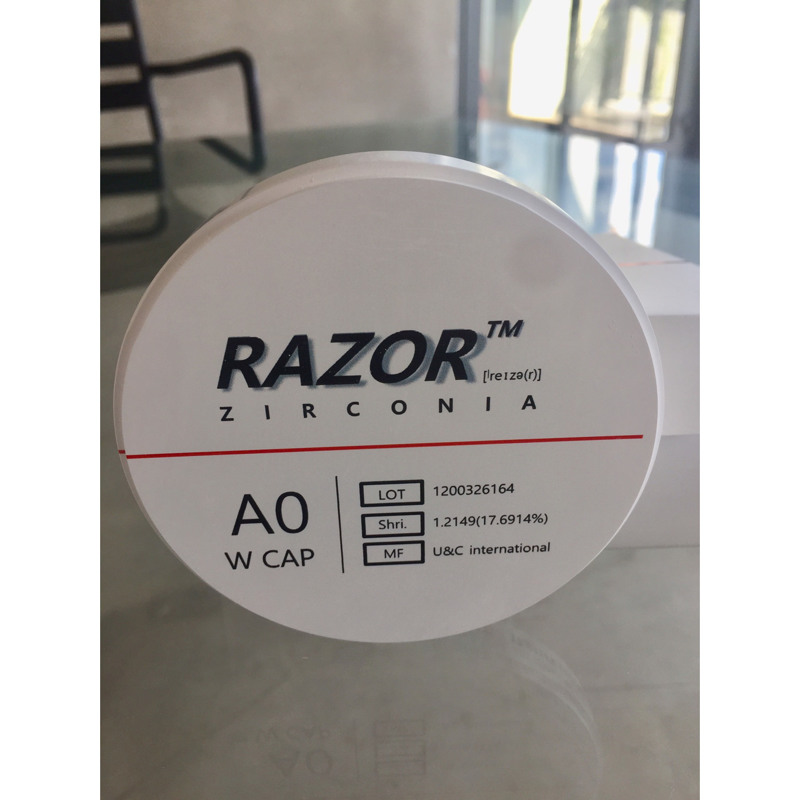 RAZOR™
[ˈreɪzə(r)]
ZIRCONIA
A0
W CAP
LOT 1200326164
Shri. 1.2149(17.6914%)
MF U&C international